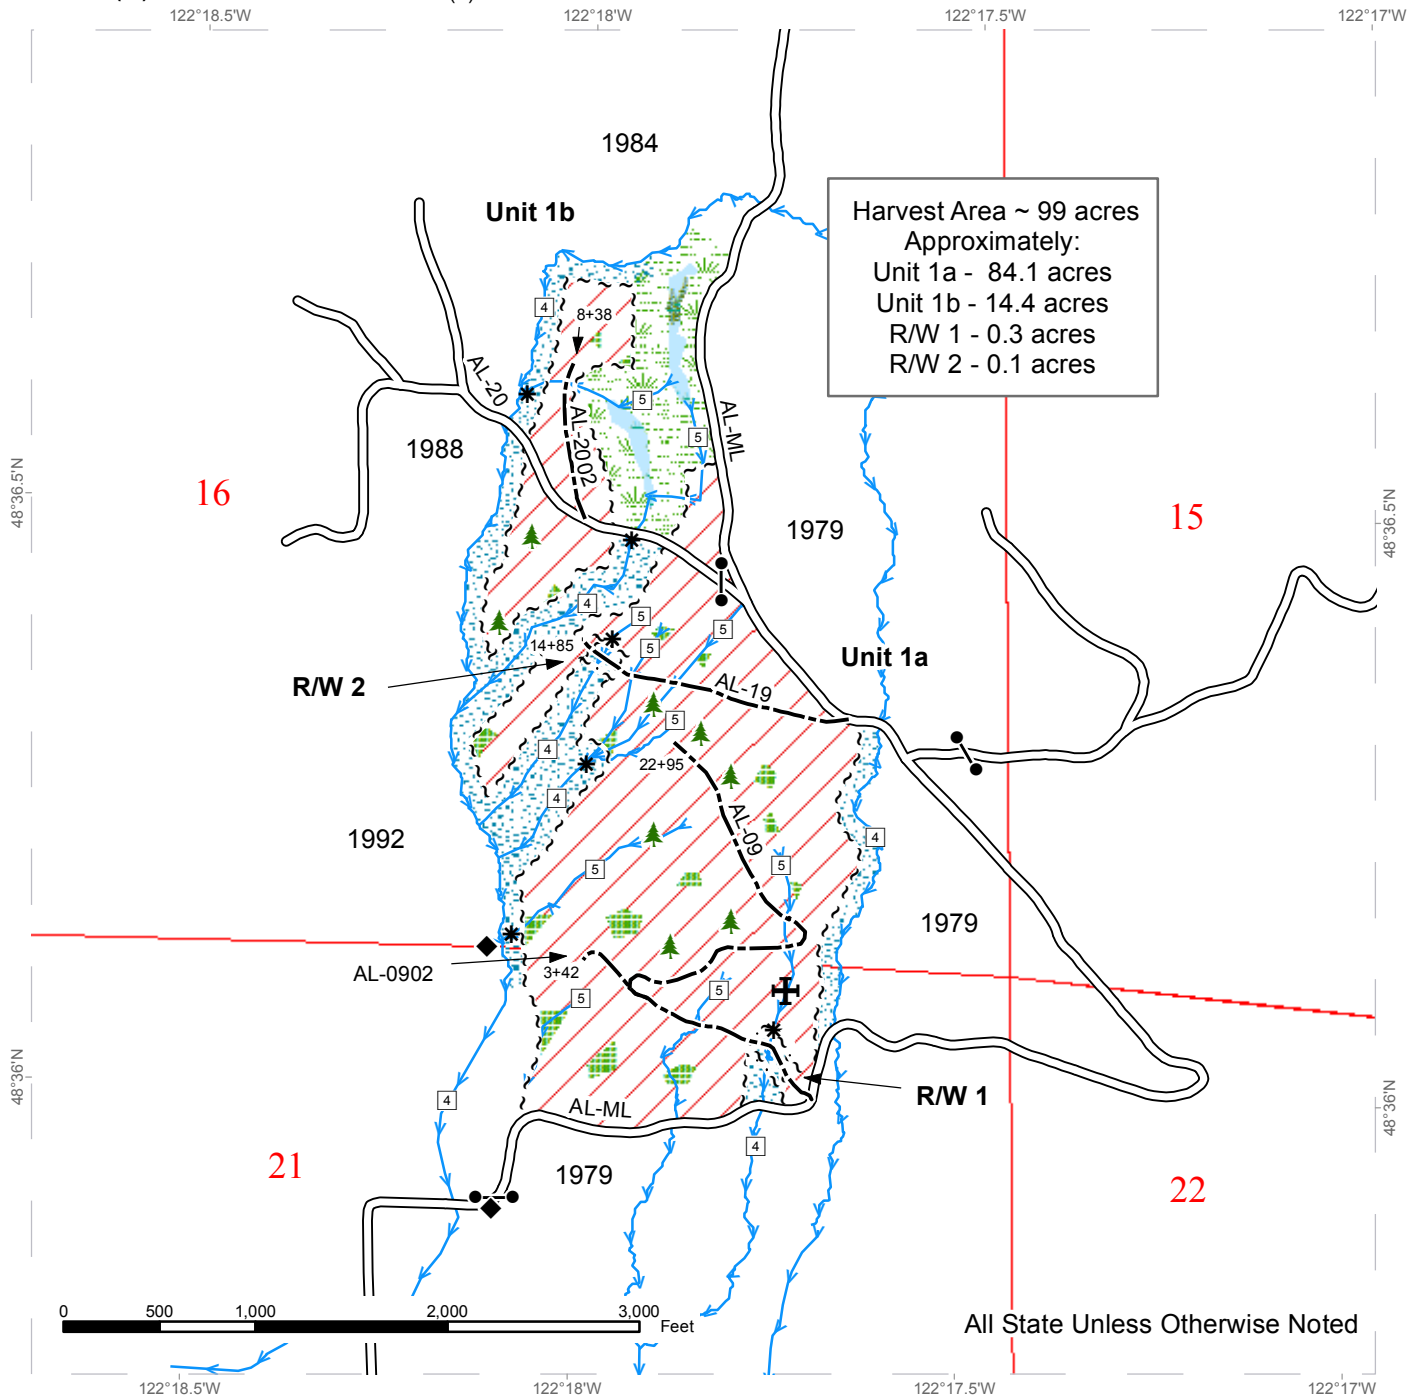 122°18.5'W
122°18'W
122°17.5'W
122°17'W
1984
Unit 1b
Harvest Area ~ 99 acres
Approximately:
Unit 1a - 84.1 acres
Unit 1b - 14.4 acres
R/W 1 - 0.3 acres
R/W 2 - 0.1 acres
4
8+38
AL-20
5
AL-2002
AL-ML
5
1988
48°36.5'N
16
1979
15
48°36.5'N
4
5
5
5
14+85
Unit 1a
R/W 2
AL-19
5
4
22+95
4
AL-09
1992
4
5
5
1979
AL-0902
3+42
5
5
48°36'N
4
R/W 1
AL-ML
48°36'N
4
21
1979
22
0
500
1,000
2,000
3,000
Feet
All State Unless Otherwise Noted
122°18.5'W
122°18'W
122°17.5'W
122°17'W